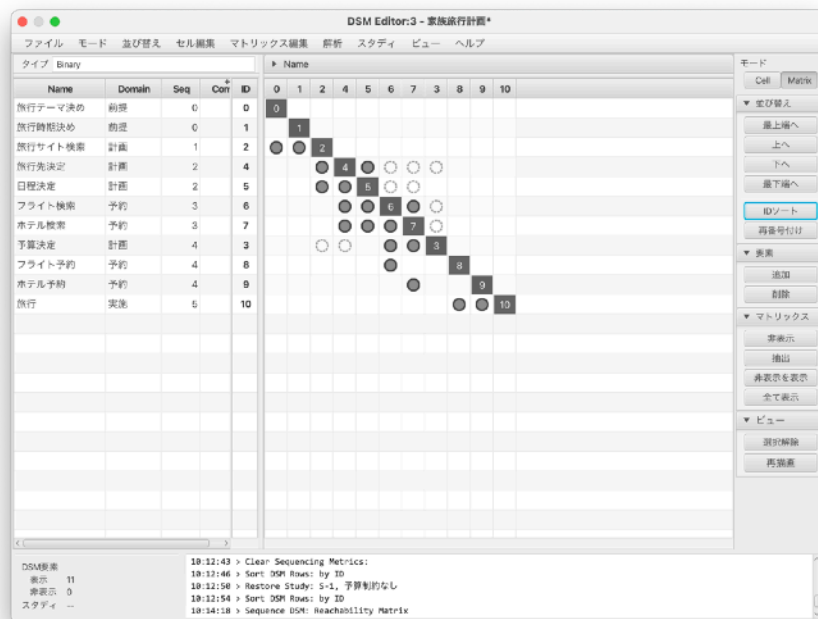 DSM Editor:3 - 家族旅行計画*
ファイル モード 並び替え セル編集 マトリックス編集 解析 スタディ ビュー ヘルプ
タイプ Binary
Name
モード
Cell Matrix
Name Domain Seq Con ID
0 1 2 4 5 6 7 3 8 9 10
旅行テーマ決め 前提 0 0 0
旅行時期決め 前提 0 1 1
旅行サイト検索 計画 1 2 2
旅行先決定 計画 2 4 4
日程決定 計画 2 5 5
フライト検索 予約 3 6 6
ホテル検索 予約 3 7 7
予算決定 計画 4 3 3
フライト予約 予約 4 8 8
ホテル予約 予約 4 9 9
旅行 実施 5 10 10
並び替え
最上端へ
上へ
下へ
最下端へ
IDソート
再番号付け
要素
追加
削除
マトリックス
非表示
抽出
非表示を表示
全て表示
ビュー
選択解除
再描画
DSM要素
表示 11
非表示 0
スタディ --
10:12:43 > Clear Sequencing Metrics:
10:12:46 > Sort DSM Rows: by ID
10:12:50 > Restore Study: S-1, 予算制約なし
10:12:54 > Sort DSM Rows: by ID
10:14:18 > Sequence DSM: Reachability Matrix